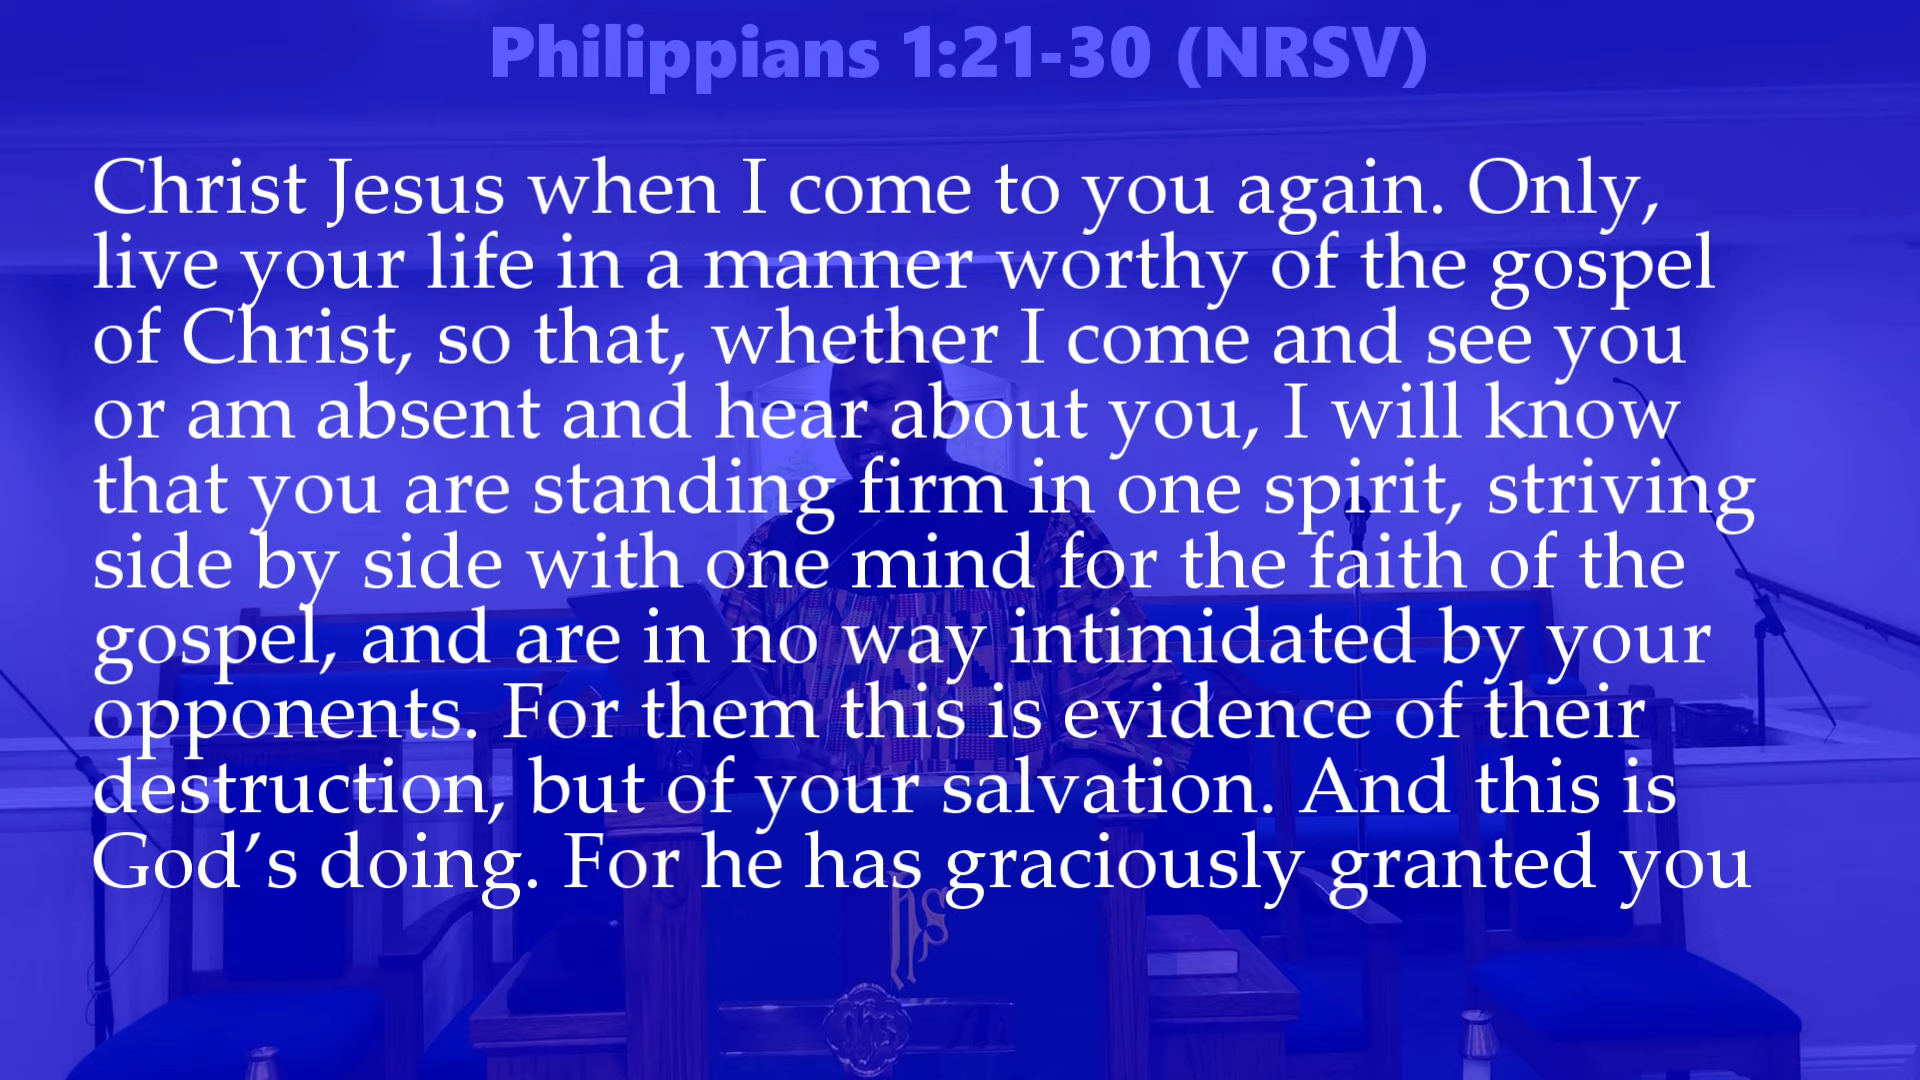 Philippians 1:21-30 (NRSV)
Christ Jesus when I come to you again. Only,
live your life in a manner worthy of the gospel
of Christ, so that, whether I come and see you
or am absent and hear about you, I will know
that you are standing firm in one spirit, striving
side by side with one mind for the faith of the
gospel, and are in no way intimidated by your
opponents. For them this is evidence of their
destruction, but of your salvation. And this is
God’s doing. For he has graciously granted you
IHS
IHS